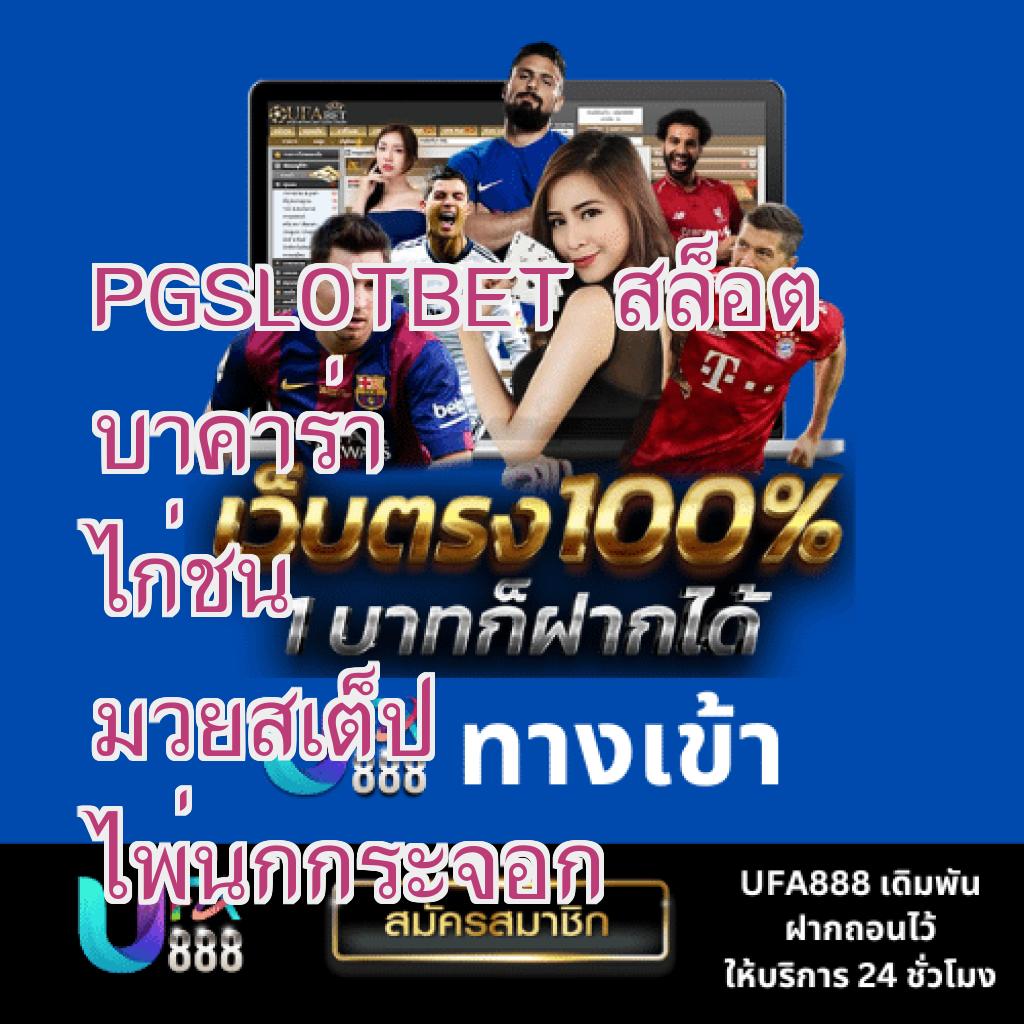 UFABET
PGSLOTBET สล็อต
บาคาร่า
เว็บตรง100%
ไก่ชน
1 บาทก็ฝากได้
มวยสเต็ป
888 ทางเข้า
ไพ่นกกระจอก
888
สมัครสมาชิก
UFA888 เดิมพัน
ฝากถอนไว้
ให้บริการ 24 ชั่วโมง